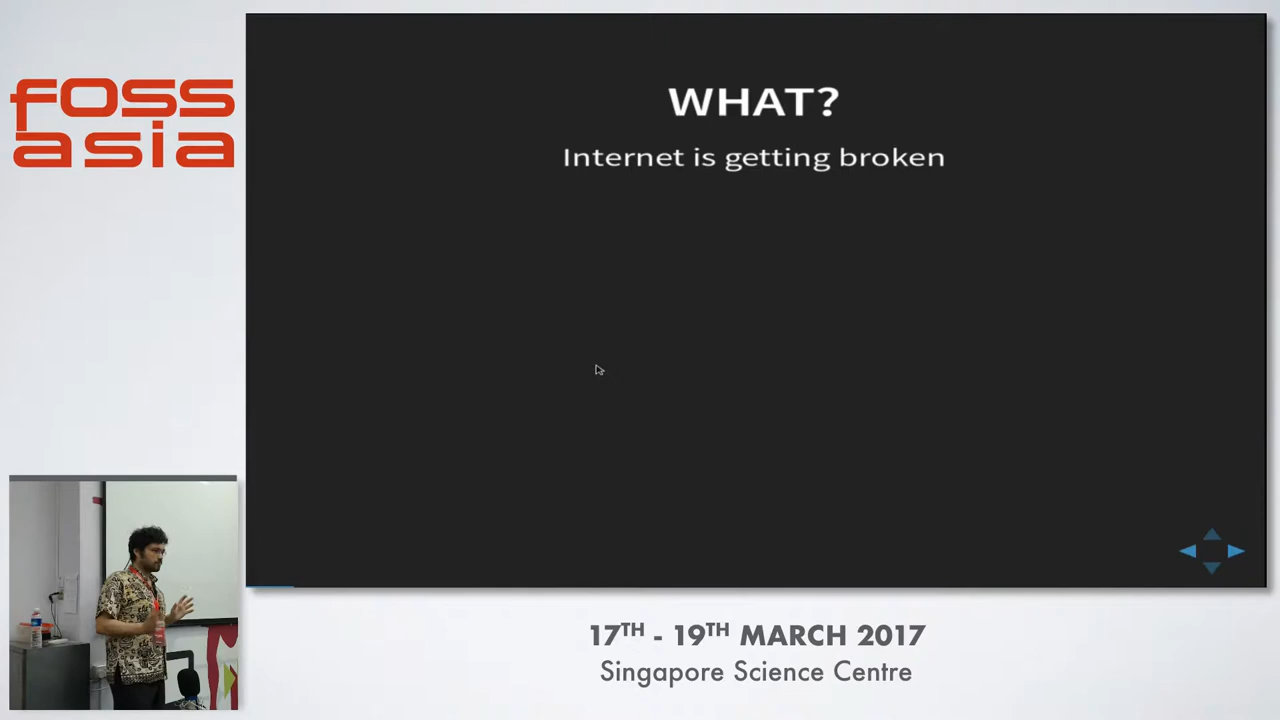 foss
asia
WHAT?
Internet is getting broken
17TH - 19TH MARCH 2017
Singapore Science Centre